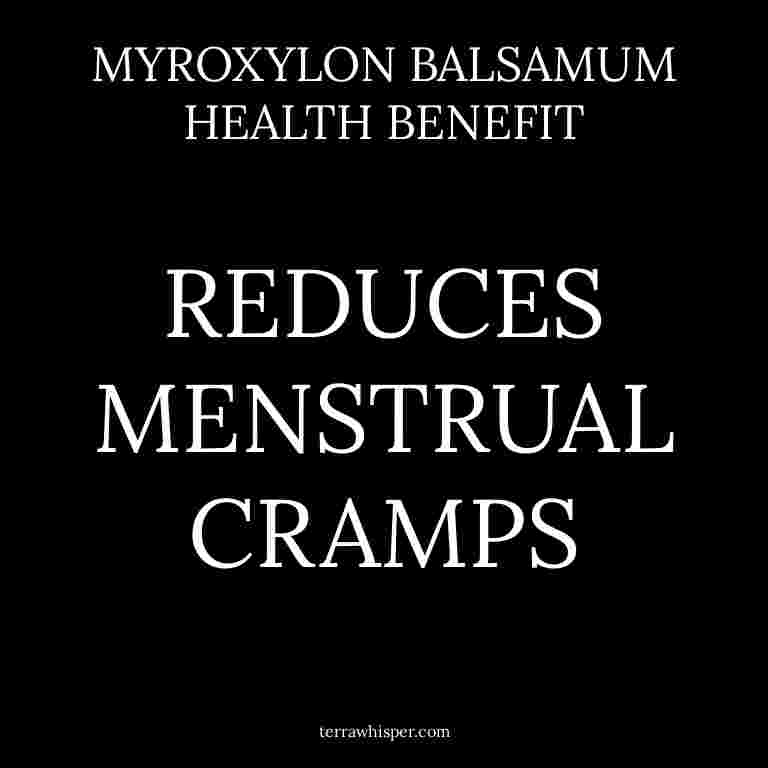 MYROXYLON BALSAMUM
HEALTH BENEFIT
REDUCES
MENSTRUAL
CRAMPS
terrawhisper.com